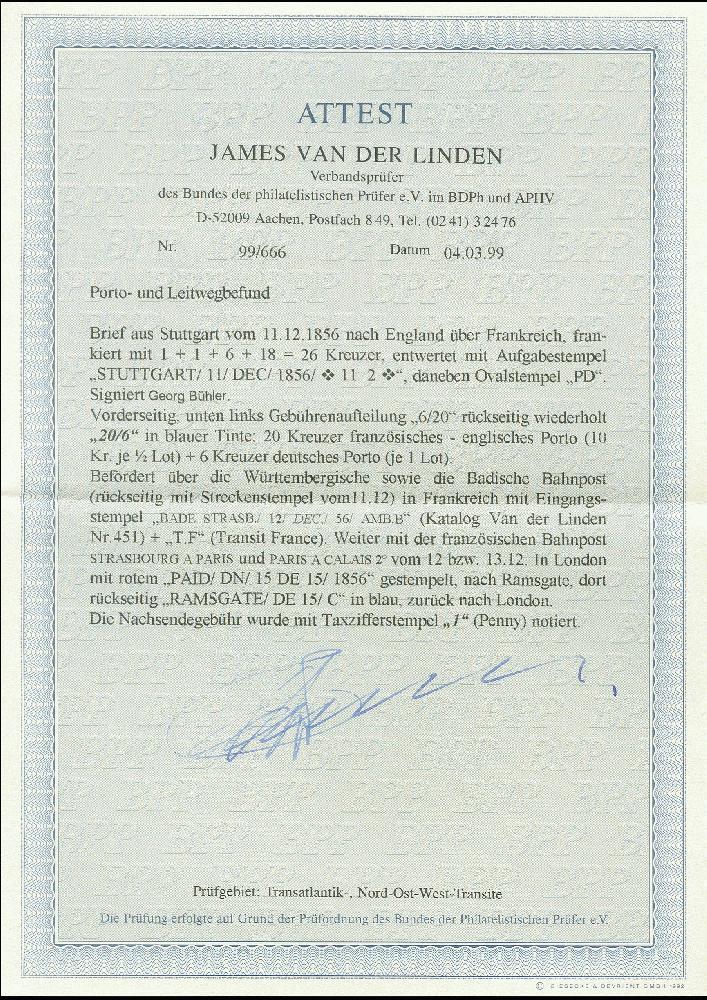 ATTEST
JAMES VAN DER LINDEN
Verbandsprüfer
des Bundes der philatelistischen Prüfer e.V. im BDPh und APHV
D-52009 Aachen, Postfach 849, Tel. (0241) 32476
Nr. 99/666 Datum 04.03.99
Porto- und Leitwegbefund
Brief aus Stuttgart vom 11.12.1856 nach England über Frankreich, fran-
kiert mit 1 + 1 + 6 + 18 = 26 Kreuzer, entwertet mit Aufgabestempel
„STUTTGART/ 11/ DEC/ 1856/ ❖ 11 2 ❖“, daneben Ovalstempel „PD“.
Signiert Georg Bühler.
Vorderseitig, unten links Gebührenaufteilung „6/20“ rückseitig wiederholt
„20/6“ in blauer Tinte: 20 Kreuzer französisches - englisches Porto (10
Kr. je ½ Lot) + 6 Kreuzer deutsches Porto (je 1 Lot).
Befördert über die Württembergische sowie die Badische Bahnpost
(rückseitig mit Streckenstempel vom11.12) in Frankreich mit Eingangs-
stempel „BADE STRASB./ 12/ DEC./ 56/ AMB.B“ (Katalog Van der Linden
Nr.451) + „T.F“ (Transit France). Weiter mit der französischen Bahnpost
STRASBOURG A PARIS und PARIS A CALAIS 2° vom 12 bzw. 13.12. In London
mit rotem „PAID/ DN/ 15 DE 15/ 1856“ gestempelt, nach Ramsgate, dort
rückseitig „RAMSGATE/ DE 15/ C“ in blau, zurück nach London.
Die Nachsendegebühr wurde mit Taxzifferstempel „1“ (Penny) notiert.
Prüfgebiet: Transatlantik-, Nord-Ost-West-Transite
Die Prüfung erfolgte auf Grund der Prüfordnung des Bundes der Philatelistischen Prüfer e.V.
© GIESECKE & DEVRIENT GMBH 1992